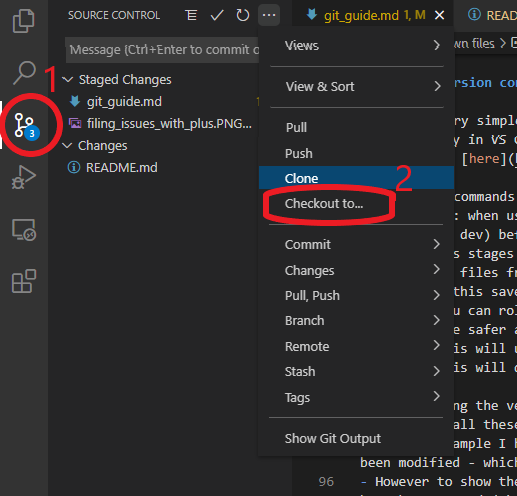 SOURCE CONTROL
git_guide.md 1, M
README
Message (Ctrl+Enter to commit o
Staged Changes
git_guide.md
filing_issues_with_plus.PNG...
Changes
README.md
1
3
Views
View & Sort
Pull
Push
Clone
2
Checkout to...
Commit
Changes
Pull, Push
Branch
Remote
Stash
Tags
Show Git Output
own files
ersion con
ry simple
y in VS c
[here](
commands
: when us
dev) bef
s stages
files fr
this save
u can rol
e safer a
is will u
is will d
ng the ve
all these
ample I h
been modified - which
96 - However to show the